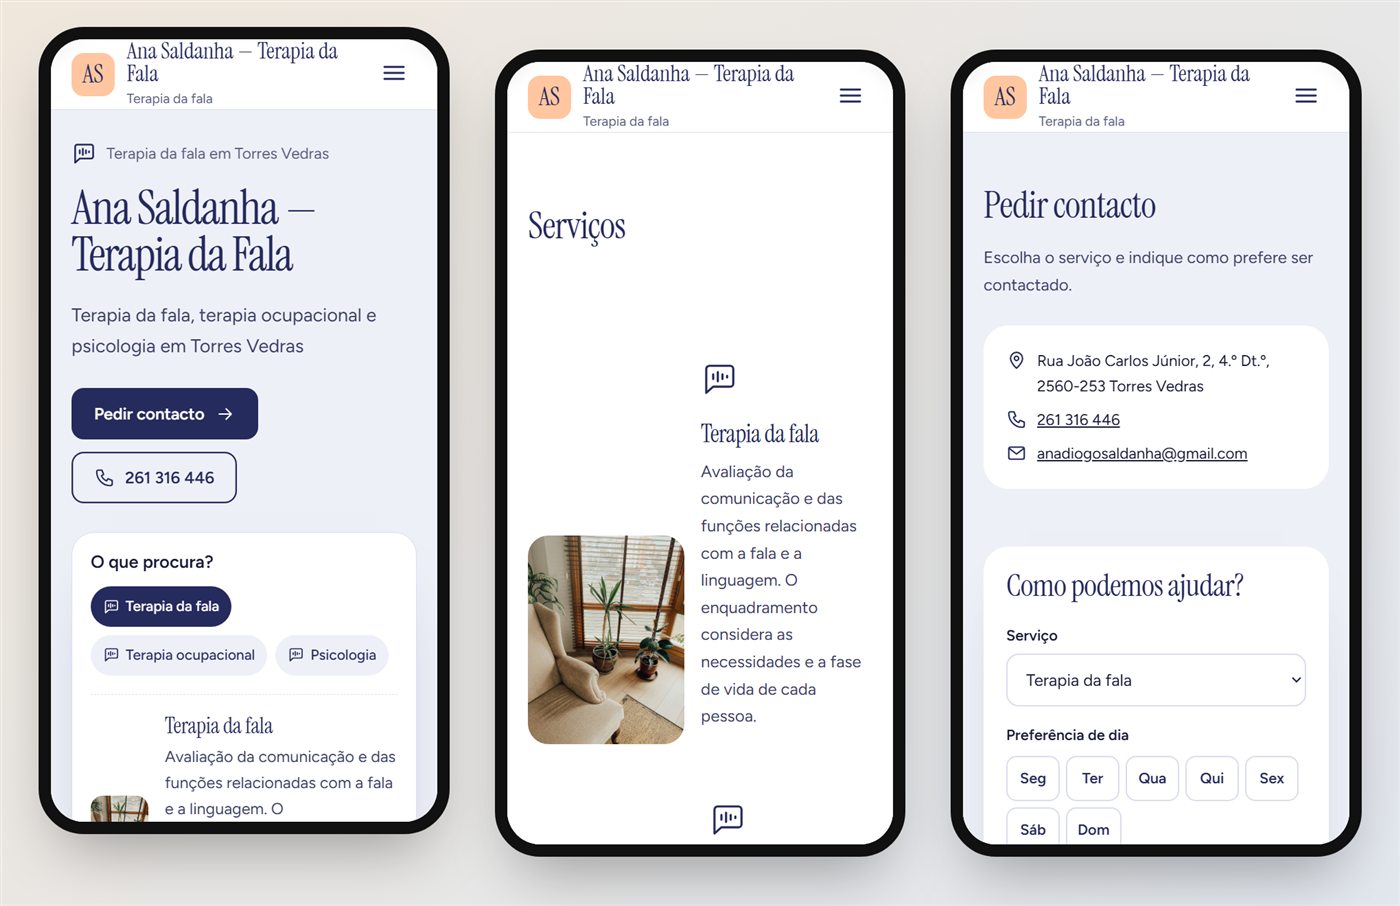 AS
Ana Saldanha — Terapia da
Fala
Terapia da fala
Terapia da fala em Torres Vedras
Ana Saldanha —
Terapia da Fala
Terapia da fala, terapia ocupacional e
psicologia em Torres Vedras
Pedir contacto
261 316 446
O que procura?
Terapia da fala
Terapia ocupacional
Psicologia
Terapia da fala
Avaliação da comunicação e das
funções relacionadas com a fala
e a linguagem. O
AS
Ana Saldanha — Terapia da
Fala
Terapia da fala
Serviços
Terapia da fala
Avaliação da
comunicação e das
funções relacionadas
com a fala e a
linguagem. O
enquadramento
considera as
necessidades e a fase
de vida de cada
pessoa.
AS
Ana Saldanha — Terapia da
Fala
Terapia da fala
Pedir contacto
Escolha o serviço e indique como prefere ser
contactado.
Rua João Carlos Júnior, 2, 4.º Dt.º,
2560-253 Torres Vedras
261 316 446
anadiogosaldanha@gmail.com
Como podemos ajudar?
Serviço
Terapia da fala
Preferência de dia
Seg Ter Qua Qui Sex
Sáb Dom